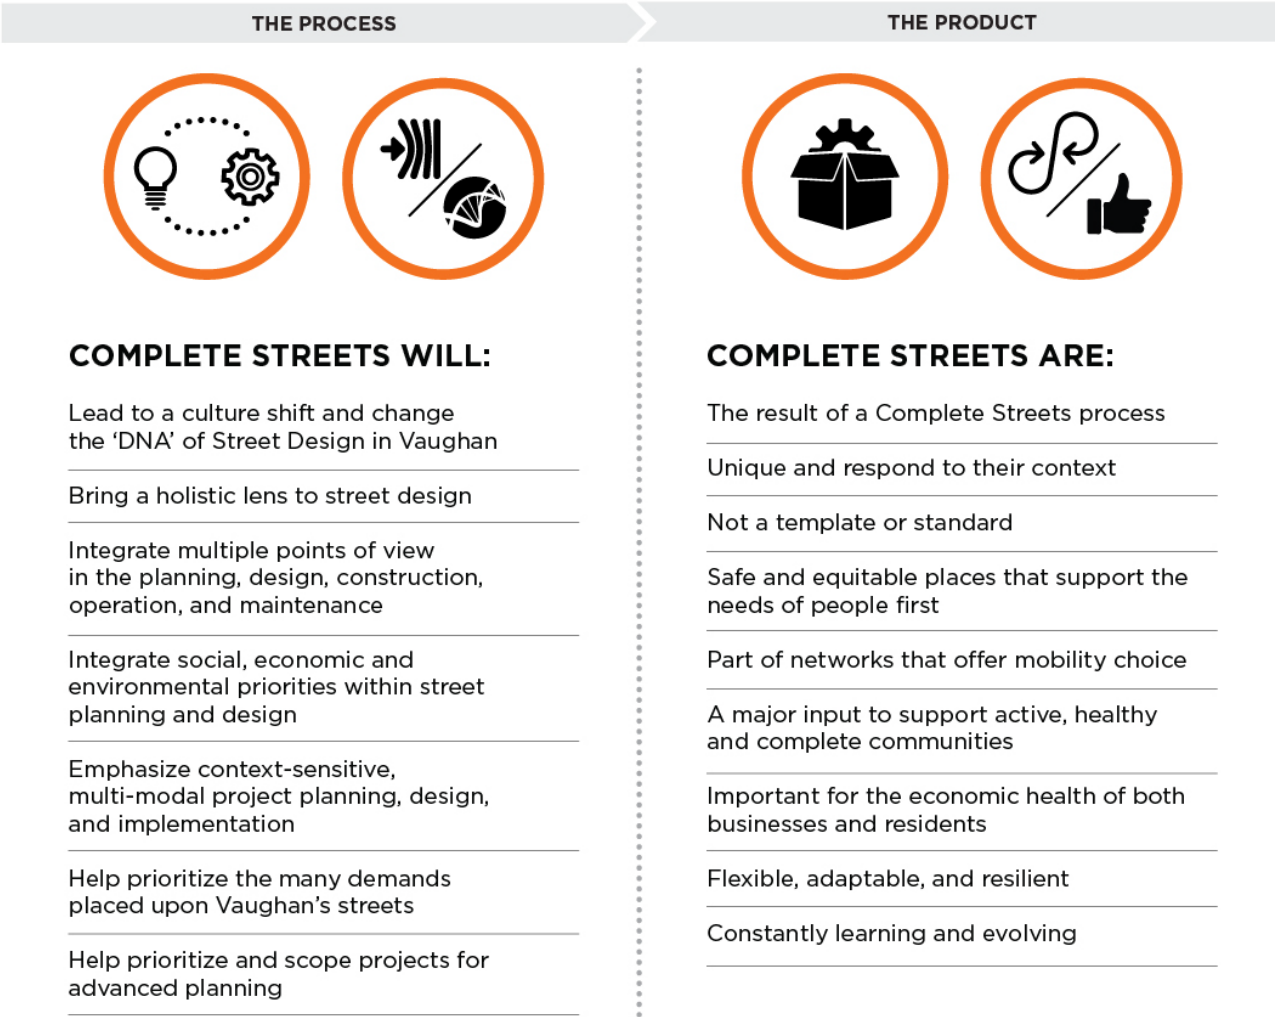 THE PROCESS
THE PRODUCT
COMPLETE STREETS WILL:
Lead to a culture shift and change
the ‘DNA’ of Street Design in Vaughan
Bring a holistic lens to street design
Integrate multiple points of view
in the planning, design, construction,
operation, and maintenance
Integrate social, economic and
environmental priorities within street
planning and design
Emphasize context-sensitive,
multi-modal project planning, design,
and implementation
Help prioritize the many demands
placed upon Vaughan’s streets
Help prioritize and scope projects for
advanced planning
COMPLETE STREETS ARE:
The result of a Complete Streets process
Unique and respond to their context
Not a template or standard
Safe and equitable places that support the
needs of people first
Part of networks that offer mobility choice
A major input to support active, healthy
and complete communities
Important for the economic health of both
businesses and residents
Flexible, adaptable, and resilient
Constantly learning and evolving